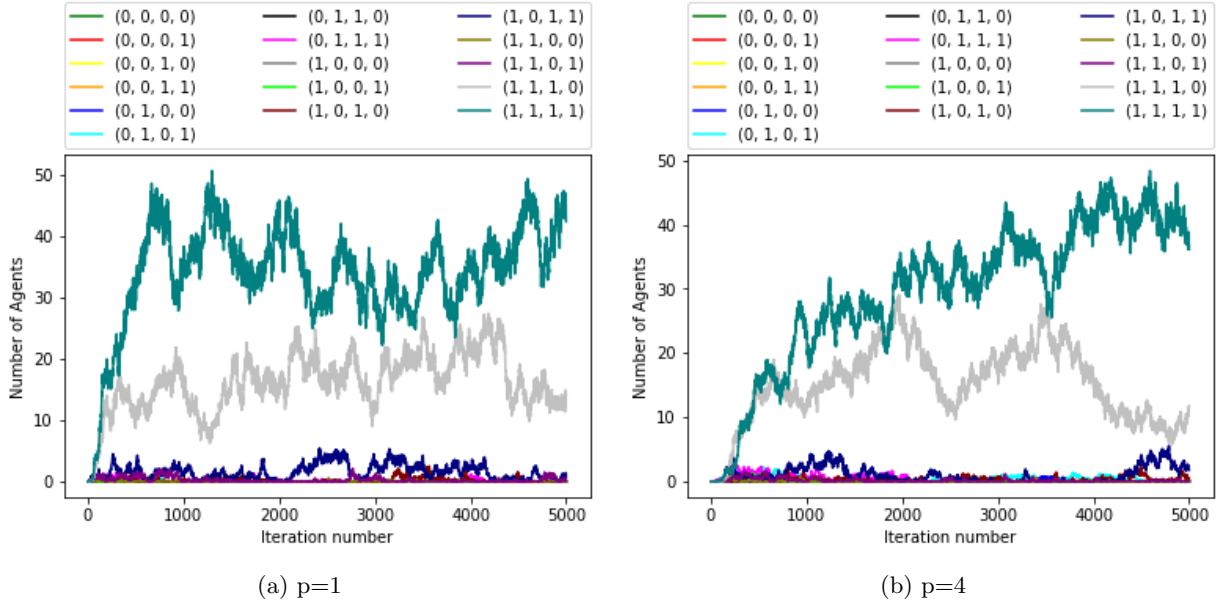 (0, 0, 0, 0) (0, 1, 1, 0) (1, 0, 1, 1)
(0, 0, 0, 1) (0, 1, 1, 1) (1, 1, 0, 0)
(0, 0, 1, 0) (1, 0, 0, 0) (1, 1, 0, 1)
(0, 0, 1, 1) (1, 0, 0, 1) (1, 1, 1, 0)
(0, 1, 0, 0) (1, 0, 1, 0) (1, 1, 1, 1)
(0, 1, 0, 1)
50
40
30
20
10
0
Number of Agents
0 1000 2000 3000 4000 5000
Iteration number
(a) p=1
(0, 0, 0, 0) (0, 1, 1, 0) (1, 0, 1, 1)
(0, 0, 0, 1) (0, 1, 1, 1) (1, 1, 0, 0)
(0, 0, 1, 0) (1, 0, 0, 0) (1, 1, 0, 1)
(0, 0, 1, 1) (1, 0, 0, 1) (1, 1, 1, 0)
(0, 1, 0, 0) (1, 0, 1, 0) (1, 1, 1, 1)
(0, 1, 0, 1)
50
40
30
20
10
0
Number of Agents
0 1000 2000 3000 4000 5000
Iteration number
(b) p=4